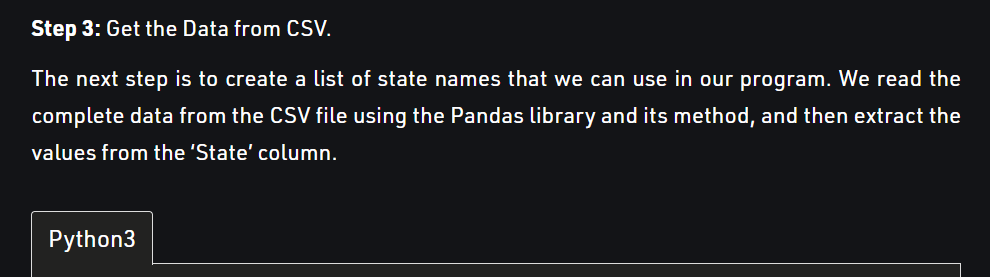 Step 3: Get the Data from CSV.
The next step is to create a list of state names that we can use in our program. We read the
complete data from the CSV file using the Pandas library and its method, and then extract the
values from the ‘State’ column.
Python3